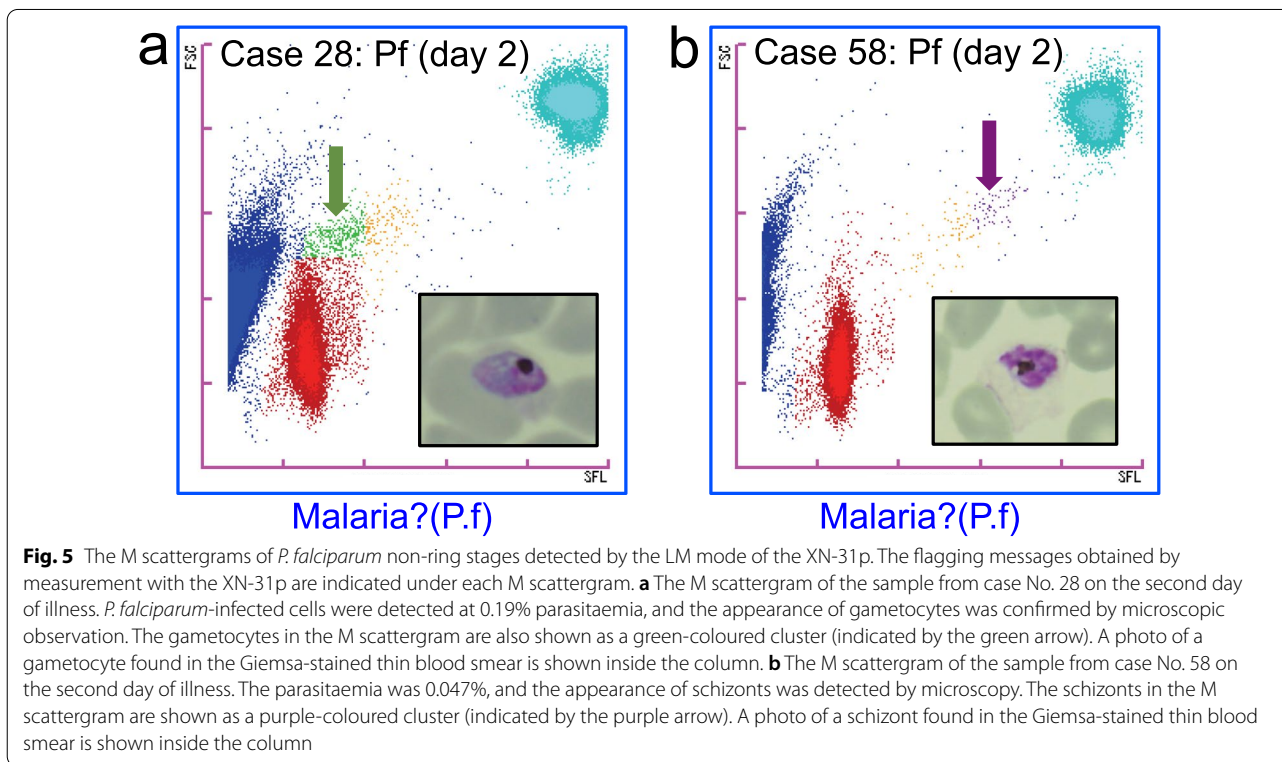 a
Case 28: Pf (day 2)
FSC
SFL
Malaria?(P.f)
b
Case 58: Pf (day 2)
FSC
SFL
Malaria?(P.f)
Fig. 5 The M scattergrams of P. falciparum non-ring stages detected by the LM mode of the XN-31p. The flagging messages obtained by
measurement with the XN-31p are indicated under each M scattergram. a The M scattergram of the sample from case No. 28 on the second day
of illness. P. falciparum-infected cells were detected at 0.19% parasitaemia, and the appearance of gametocytes was confirmed by microscopic
observation. The gametocytes in the M scattergram are also shown as a green-coloured cluster (indicated by the green arrow). A photo of a
gametocyte found in the Giemsa-stained thin blood smear is shown inside the column. b The M scattergram of the sample from case No. 58 on
the second day of illness. The parasitaemia was 0.047%, and the appearance of schizonts was detected by microscopy. The schizonts in the M
scattergram are shown as a purple-coloured cluster (indicated by the purple arrow). A photo of a schizont found in the Giemsa-stained thin blood
smear is shown inside the column